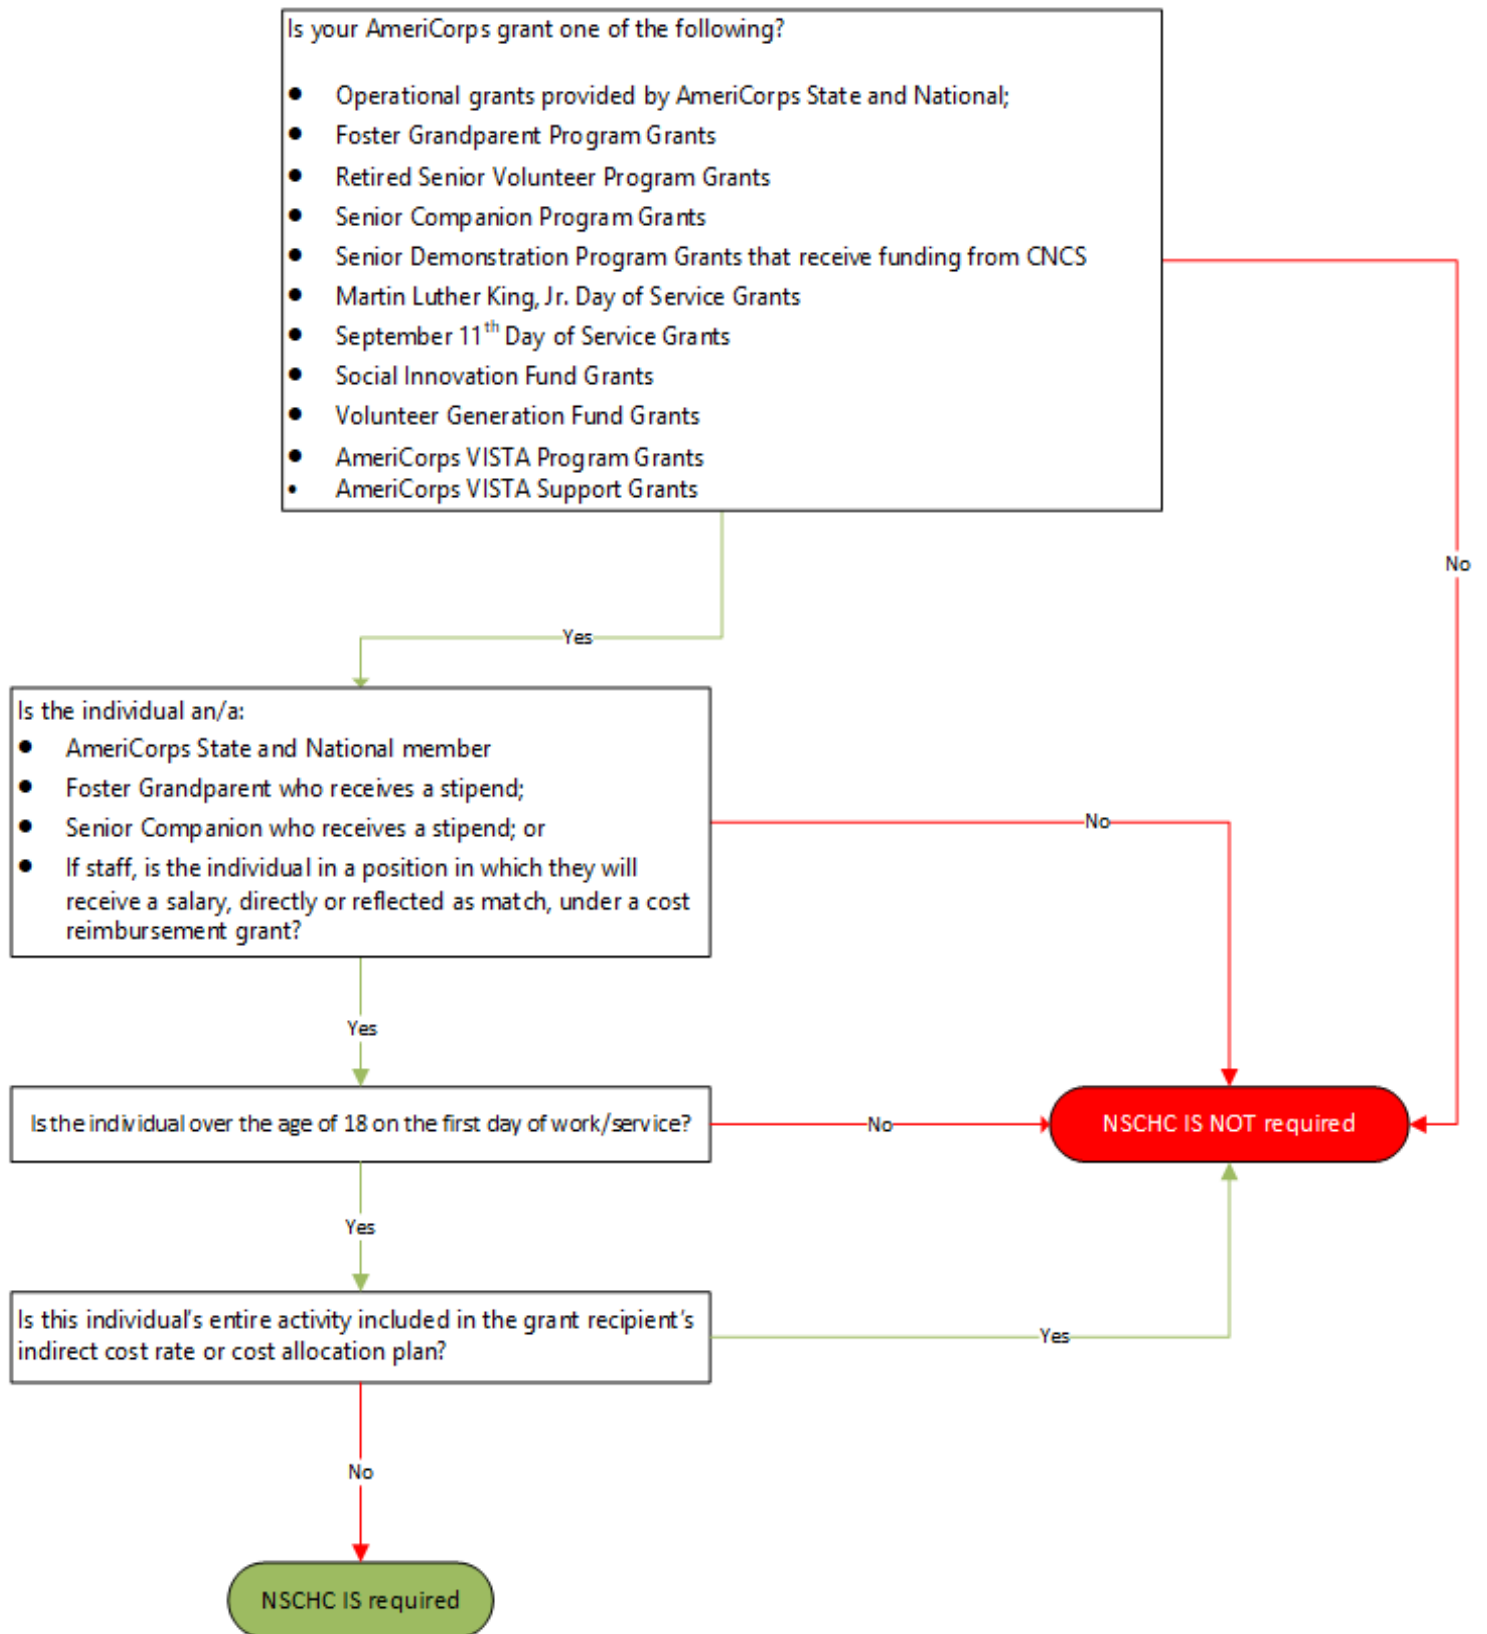 Is your AmeriCorps grant one of the following?
● Operational grants provided by AmeriCorps State and National;
● Foster Grandparent Program Grants
● Retired Senior Volunteer Program Grants
● Senior Companion Program Grants
● Senior Demonstration Program Grants that receive funding from CNCS
● Martin Luther King, Jr. Day of Service Grants
● September 11th Day of Service Grants
● Social Innovation Fund Grants
● Volunteer Generation Fund Grants
● AmeriCorps VISTA Program Grants
• AmeriCorps VISTA Support Grants
No
Yes
Is the individual an/a:
● AmeriCorps State and National member
● Foster Grandparent who receives a stipend;
● Senior Companion who receives a stipend; or
● If staff, is the individual in a position in which they will
receive a salary, directly or reflected as match, under a cost
reimbursement grant?
No
Yes
Is the individual over the age of 18 on the first day of work/service?
No
NSCHC IS NOT required
Yes
Is this individual's entire activity included in the grant recipient's
indirect cost rate or cost allocation plan?
Yes
No
NSCHC IS required